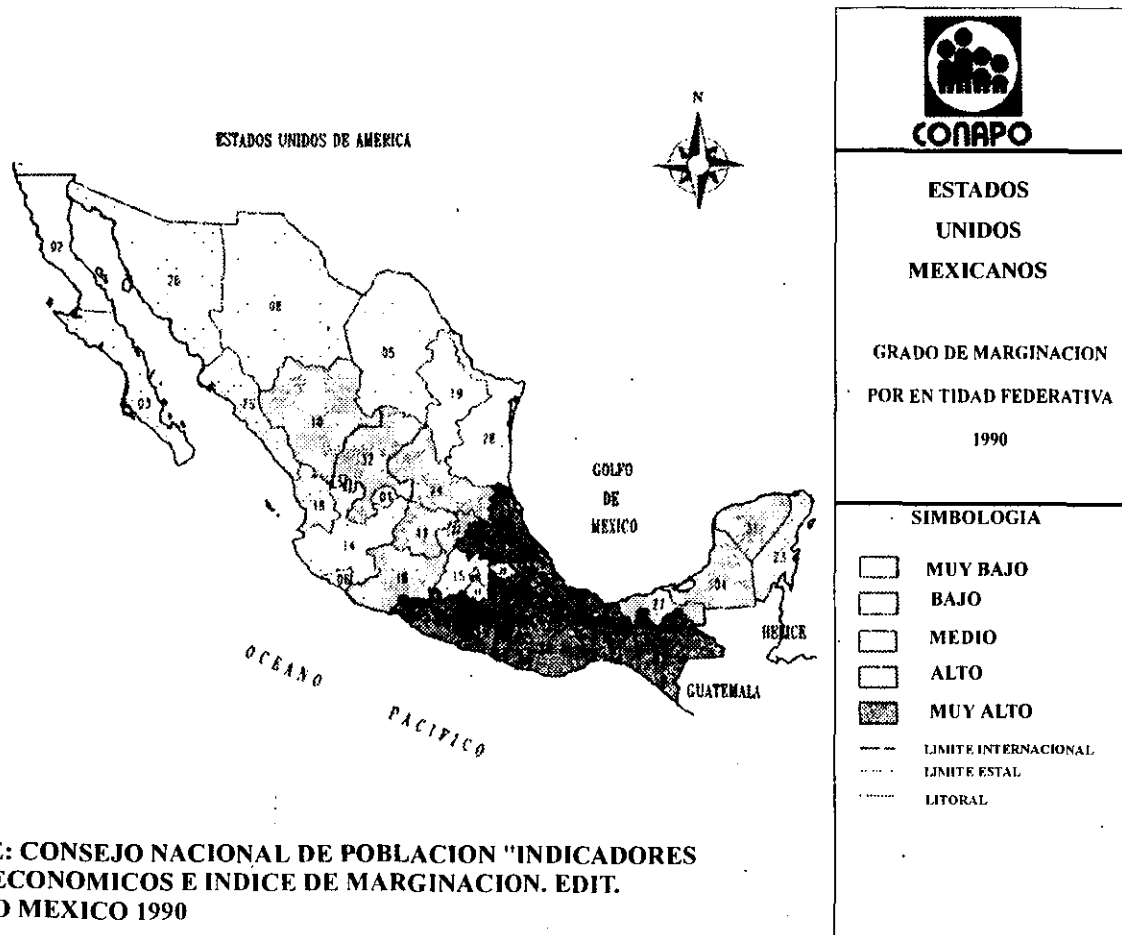 ESTADOS UNIDOS DE AMERICA
N
02
26
08
05
03
25
10
19
28
32
24
01
18
14
06
16
15
27
04
31
23
GOLFO
DE
MEXICO
BELICE
GUATEMALA
OCEANO
PACIFICO
CONAPO
ESTADOS
UNIDOS
MEXICANOS
GRADO DE MARGINACION
POR EN TIDAD FEDERATIVA
1990
SIMBOLOGIA
MUY BAJO
BAJO
MEDIO
ALTO
MUY ALTO
LIMITE INTERNACIONAL
LIMITE ESTAL
LITORAL
E: CONSEJO NACIONAL DE POBLACION "INDICADORES
ECONOMICOS E INDICE DE MARGINACION. EDIT.
O MEXICO 1990